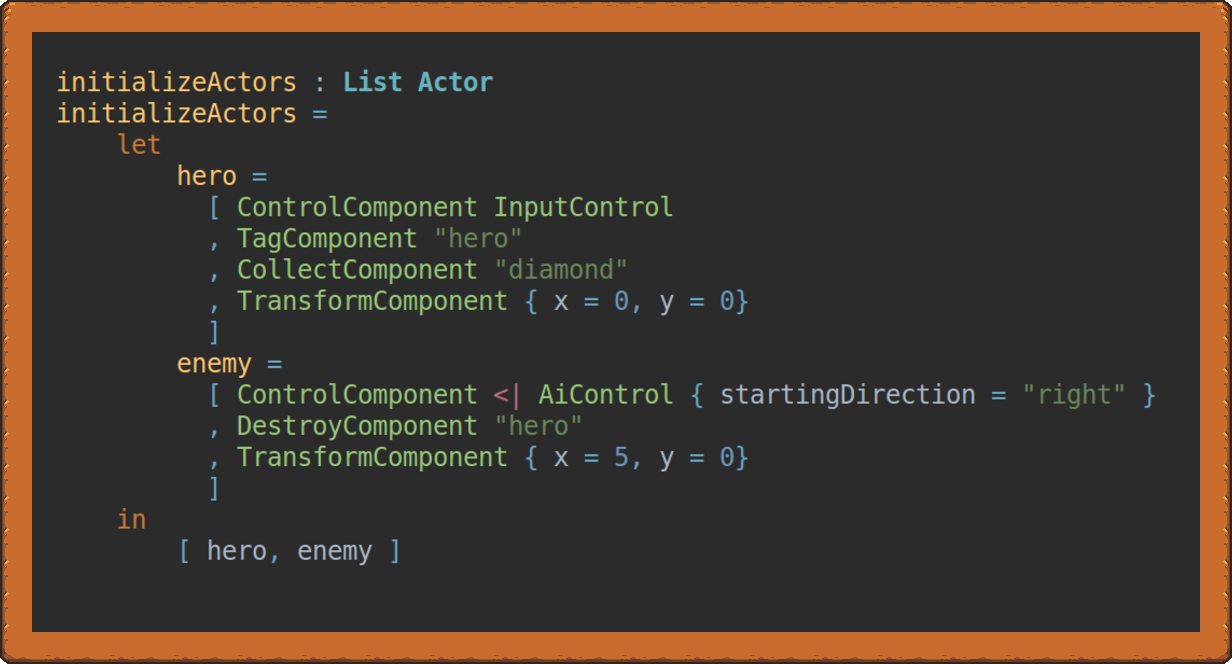 initializeActors : List Actor
initializeActors =
    let
        hero =
          [ ControlComponent InputControl
          , TagComponent "hero"
          , CollectComponent "diamond"
          , TransformComponent { x = 0, y = 0}
          ]
        enemy =
          [ ControlComponent <| AiControl { startingDirection = "right" }
          , DestroyComponent "hero"
          , TransformComponent { x = 5, y = 0}
          ]
    in
        [ hero, enemy ]